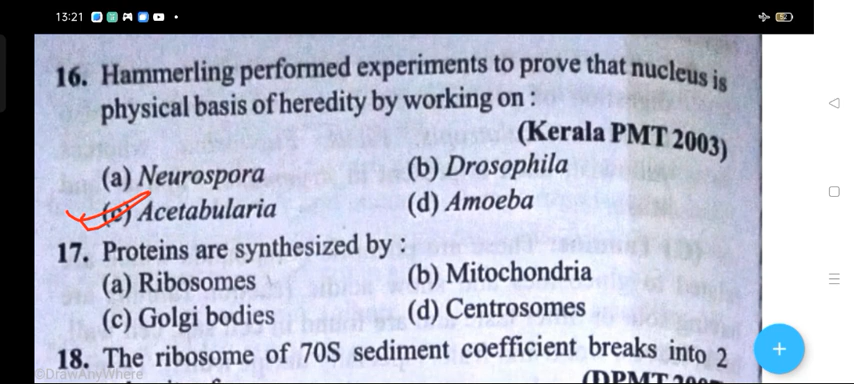 13:21
16. Hammerling performed experiments to prove that nucleus is
physical basis of heredity by working on :
(Kerala PMT 2003)
(a) Neurospora (b) Drosophila
(c) Acetabularia (d) Amoeba
17. Proteins are synthesized by :
(a) Ribosomes (b) Mitochondria
(c) Golgi bodies (d) Centrosomes
18. The ribosome of 70S sediment coefficient breaks into 2
DrawAnyWhere
(DPMT